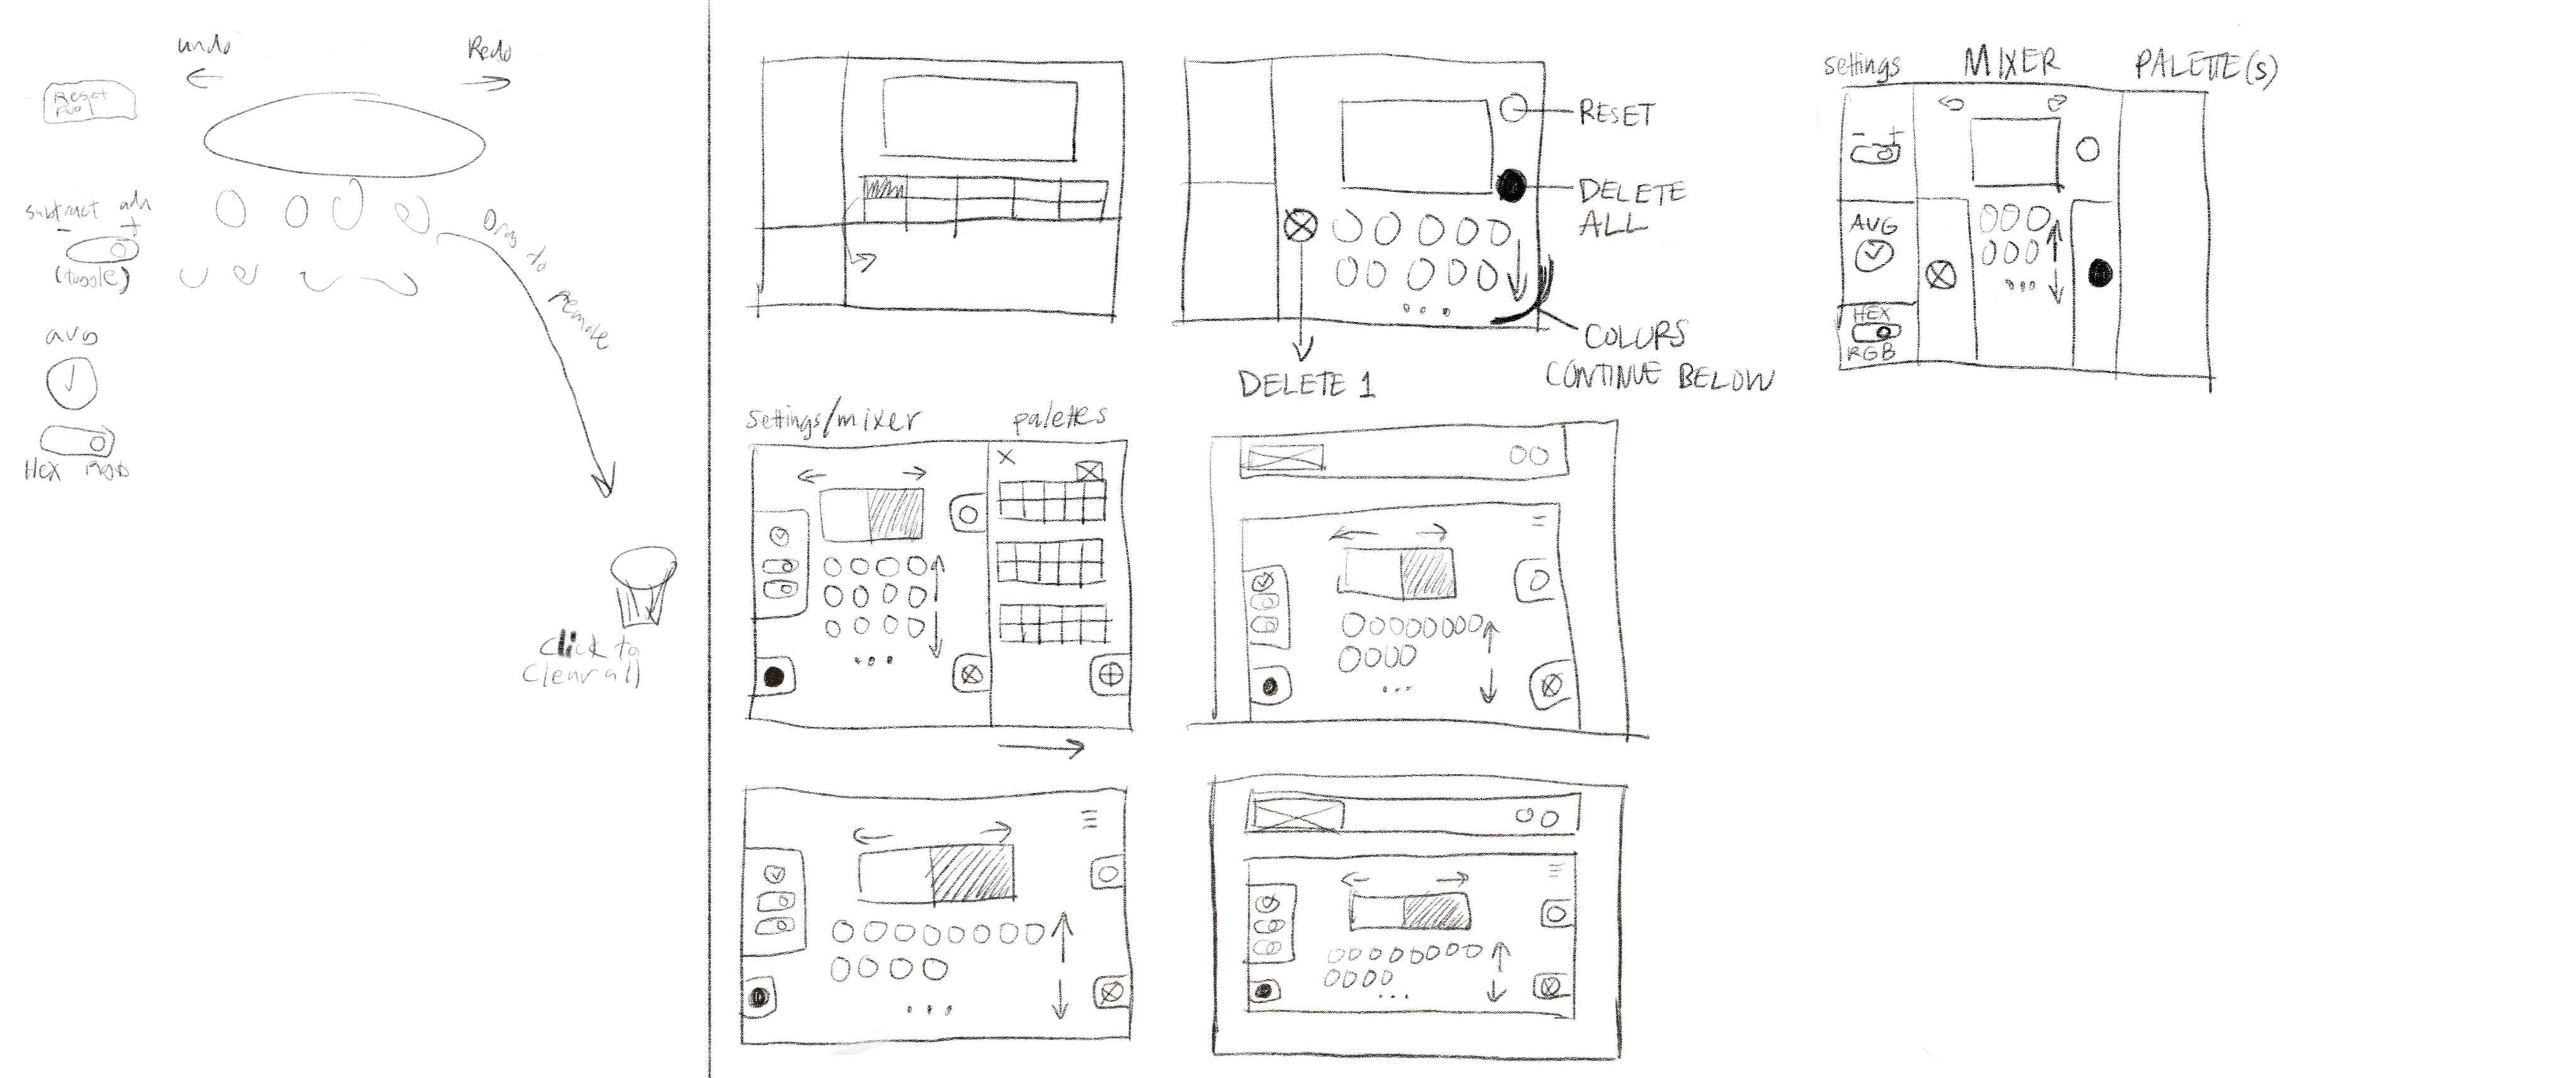 undo
Redo
Reset
Pool
subtract add
- +
(toggle)
Drag to remove
avg
Hex Rgb
Click to
Clear all
RESET
DELETE
ALL
COLURS
CONTINUE BELOW
DELETE 1
settings MIXER PALETTE(s)
- +
AVG
HEX
RGB
settings/mixer palettes